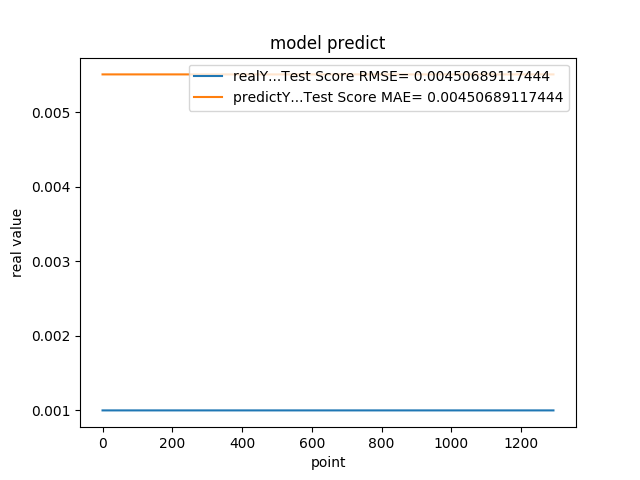 model predict
realY...Test Score RMSE= 0.00450689117444
predictY...Test Score MAE= 0.00450689117444
0.005
0.004
0.003
0.002
0.001
real value
0 200 400 600 800 1000 1200
point